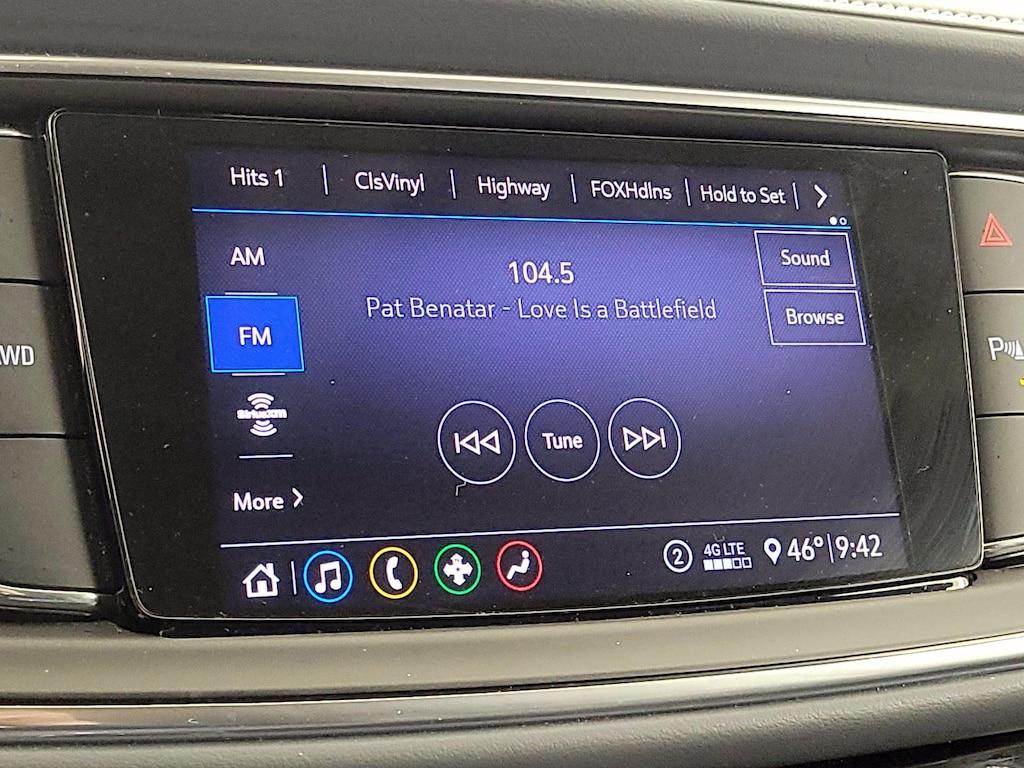 Hits 1 | ClsVinyl | Highway | FOXHdlns | Hold to Set |
AM
104.5
Sound
Pat Benatar - Love Is a Battlefield
Browse
FM
WD
P
SiriusXM
Tune
More
2 4G LTE 46° 9:42